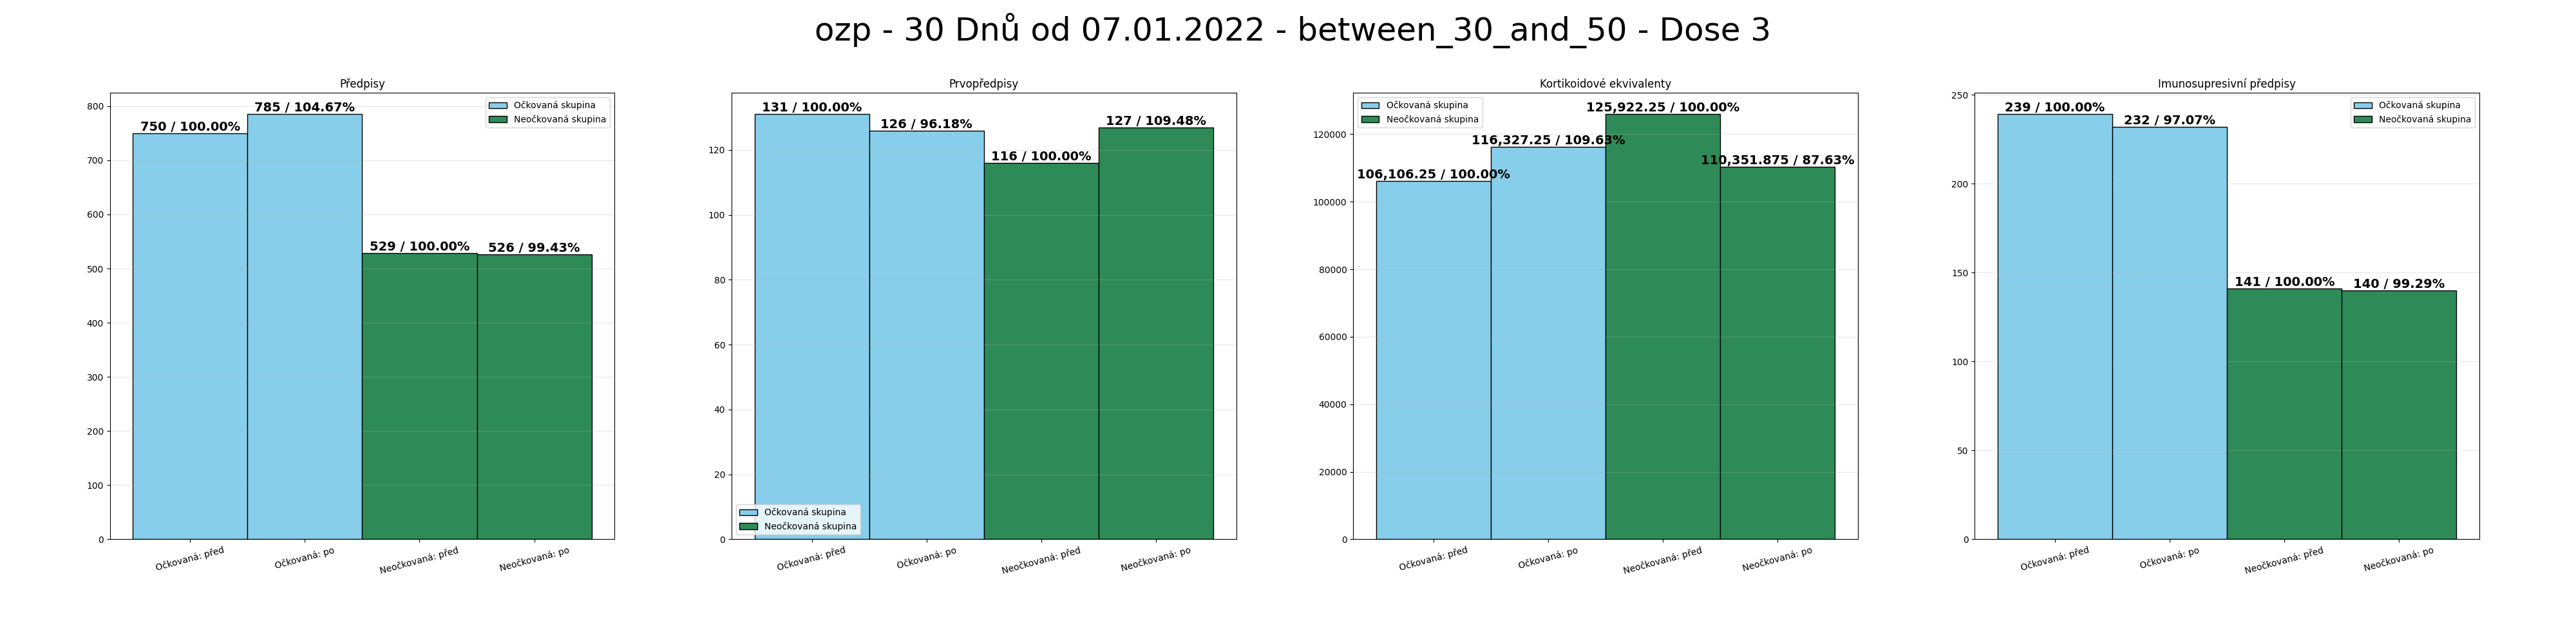 ozp - 30 Dnů od 07.01.2022 - between_30_and_50 - Dose 3
Předpisy
800
700
600
500
400
300
200
100
0
750 / 100.00%
785 / 104.67%
529 / 100.00%
526 / 99.43%
Očkovaná skupina
Neočkovaná skupina
Očkovaná: před
Očkovaná: po
Neočkovaná: před
Neočkovaná: po
Prvopředpisy
120
100
80
60
40
20
0
131 / 100.00%
126 / 96.18%
116 / 100.00%
127 / 109.48%
Očkovaná skupina
Neočkovaná skupina
Očkovaná: před
Očkovaná: po
Neočkovaná: před
Neočkovaná: po
Kortikoidové ekvivalenty
120000
100000
80000
60000
40000
20000
0
Očkovaná skupina
Neočkovaná skupina
106,106.25 / 100.00%
116,327.25 / 109.63%
125,922.25 / 100.00%
110,351.875 / 87.63%
Očkovaná: před
Očkovaná: po
Neočkovaná: před
Neočkovaná: po
Imunosupresivní předpisy
250
200
150
100
50
0
239 / 100.00%
232 / 97.07%
141 / 100.00%
140 / 99.29%
Očkovaná skupina
Neočkovaná skupina
Očkovaná: před
Očkovaná: po
Neočkovaná: před
Neočkovaná: po